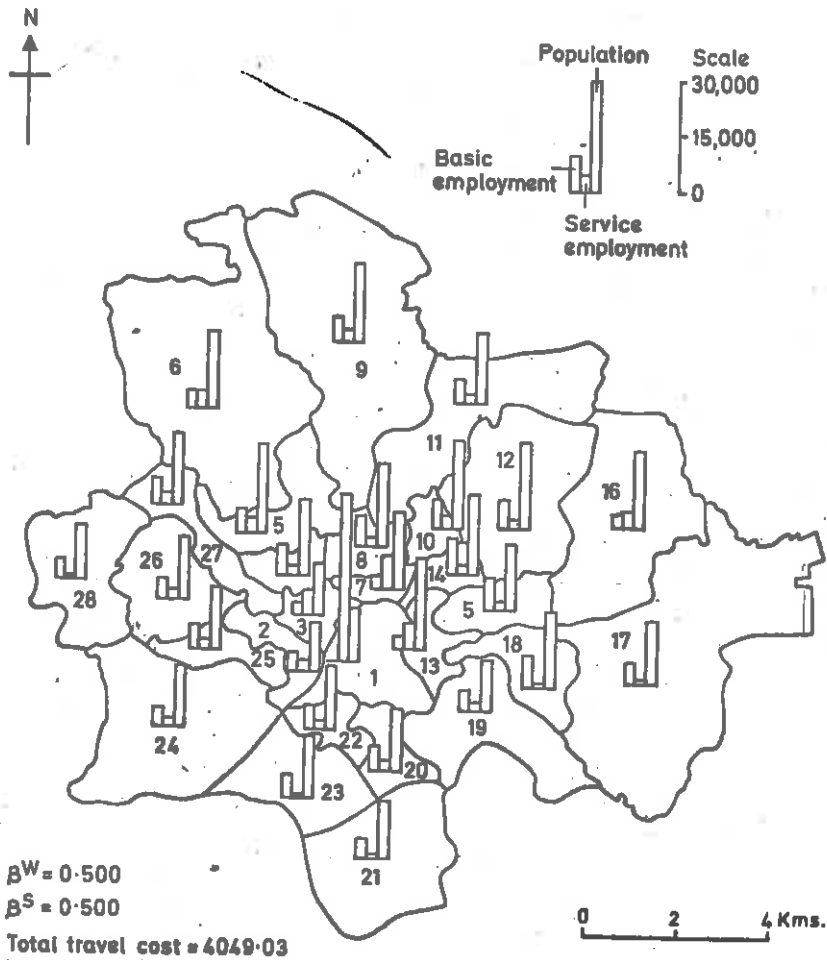 N
Population
Scale
30,000
15,000
0
Basic
employment
Service
employment
6
9
11
12
16
5
27
26
28
8
10
7
14
5
2
3
25
1
13
18
17
19
24
22
20
23
21
βW = 0·500
βS = 0·500
Total travel cost = 4049·03
0 2 4 Kms.